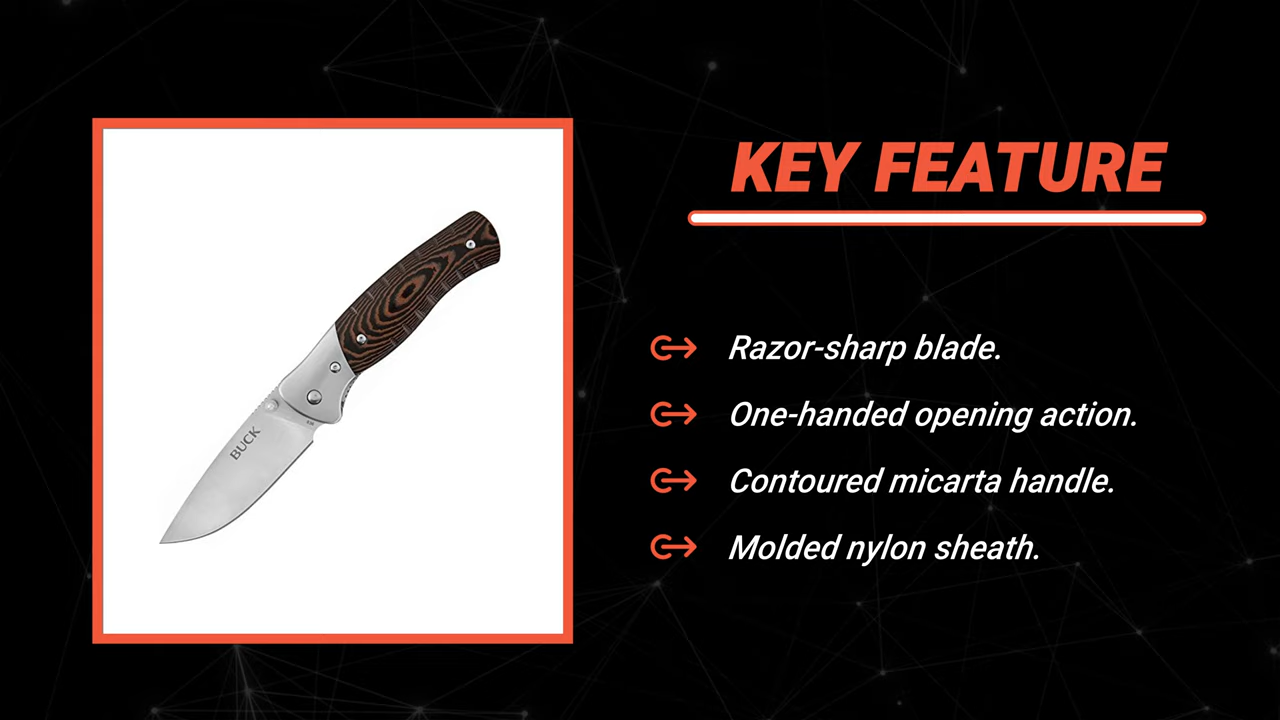 KEY FEATURE
Razor-sharp blade.
One-handed opening action.
Contoured micarta handle.
Molded nylon sheath.
BUCK